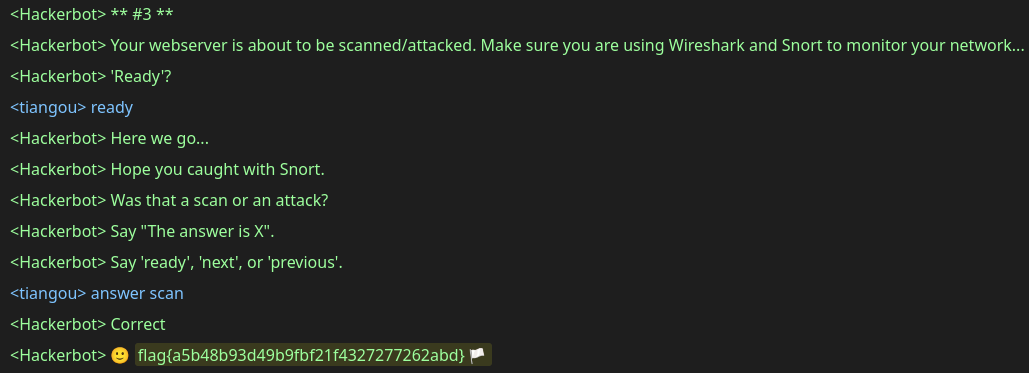 <Hackerbot> ** #3 **
<Hackerbot> Your webserver is about to be scanned/attacked. Make sure you are using Wireshark and Snort to monitor your network...
<Hackerbot> 'Ready'?
<tiangou> ready
<Hackerbot> Here we go...
<Hackerbot> Hope you caught with Snort.
<Hackerbot> Was that a scan or an attack?
<Hackerbot> Say "The answer is X".
<Hackerbot> Say 'ready', 'next', or 'previous'.
<tiangou> answer scan
<Hackerbot> Correct
<Hackerbot> 🙂 flag{a5b48b93d49b9fbf21f4327277262abd} 🏳️